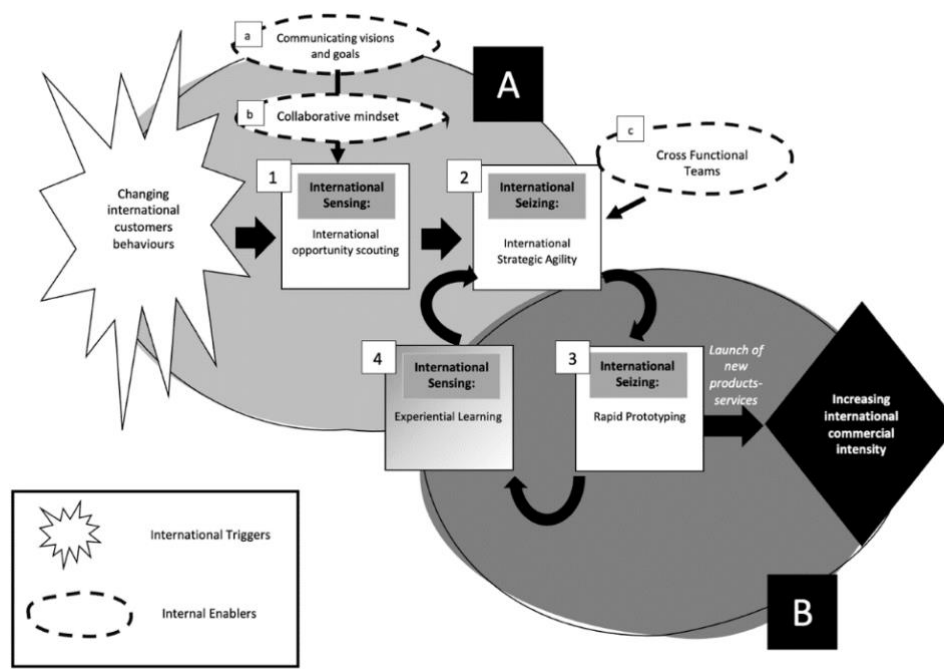 a
Communicating visions
and goals
A
b
Collaborative mindset
c
Cross Functional
Teams
Changing
international
customers
behaviours
1
International
Sensing:
International
opportunity scouting
2
International
Seizing:
International
Strategic Agility
4
International
Sensing:
Experiential Learning
3
International
Seizing:
Rapid Prototyping
Launch of
new
products-
services
Increasing
international
commercial
intensity
International Triggers
Internal Enablers
B